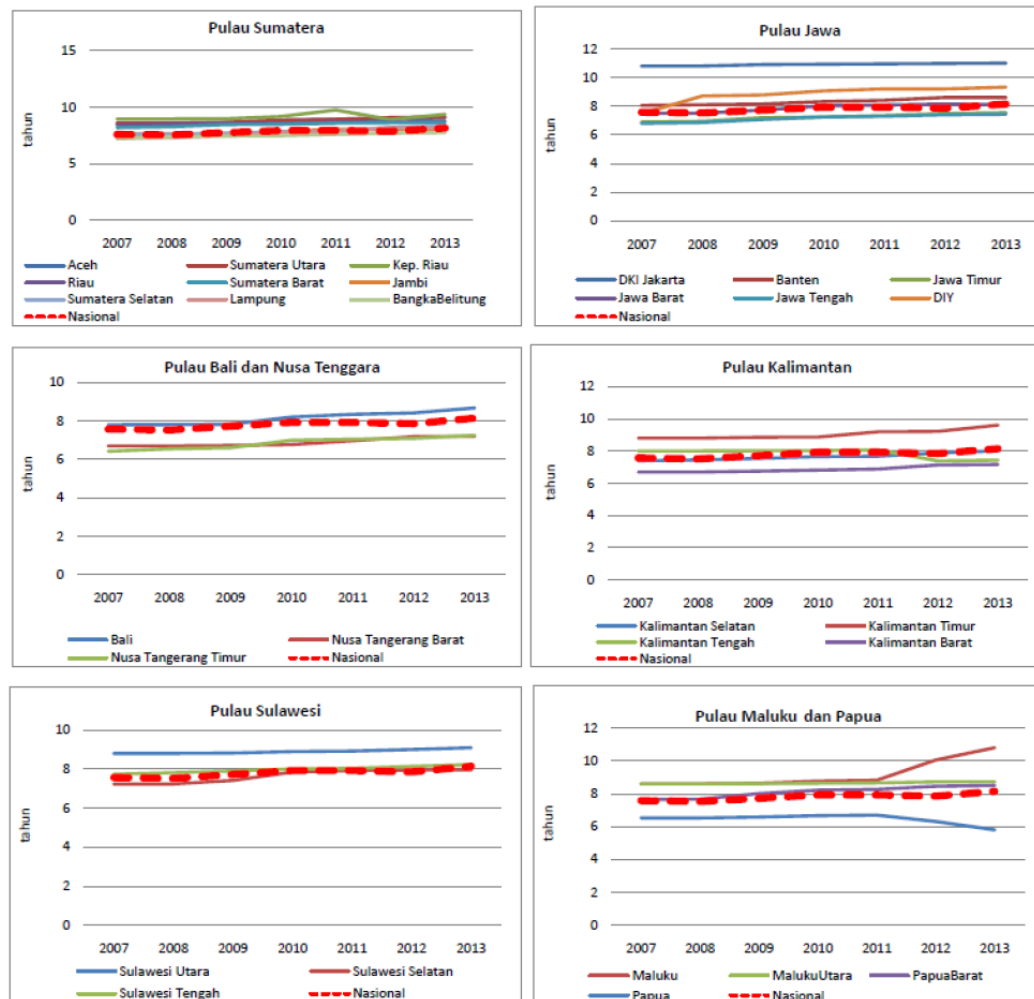 Pulau Sumatera
15
10
5
0
tahun
2007 2008 2009 2010 2011 2012 2013
Aceh Sumatera Utara Kep. Riau
Riau Sumatera Barat Jambi
Sumatera Selatan Lampung BangkaBelitung
Nasional
Pulau Jawa
12
10
8
6
4
2
0
tahun
2007 2008 2009 2010 2011 2012 2013
DKI Jakarta Banten Jawa Timur
Jawa Barat Jawa Tengah DIY
Nasional
Pulau Bali dan Nusa Tenggara
10
8
6
4
2
0
tahun
2007 2008 2009 2010 2011 2012 2013
Bali Nusa Tangerang Barat
Nusa Tangerang Timur Nasional
Pulau Kalimantan
12
10
8
6
4
2
0
tahun
2007 2008 2009 2010 2011 2012 2013
Kalimantan Selatan Kalimantan Timur
Kalimantan Tengah Kalimantan Barat
Nasional
Pulau Sulawesi
10
8
6
4
2
0
tahun
2007 2008 2009 2010 2011 2012 2013
Sulawesi Utara Sulawesi Selatan
Sulawesi Tengah Nasional
Pulau Maluku dan Papua
12
10
8
6
4
2
0
tahun
2007 2008 2009 2010 2011 2012 2013
Maluku MalukuUtara PapuaBarat
Papua Nasional